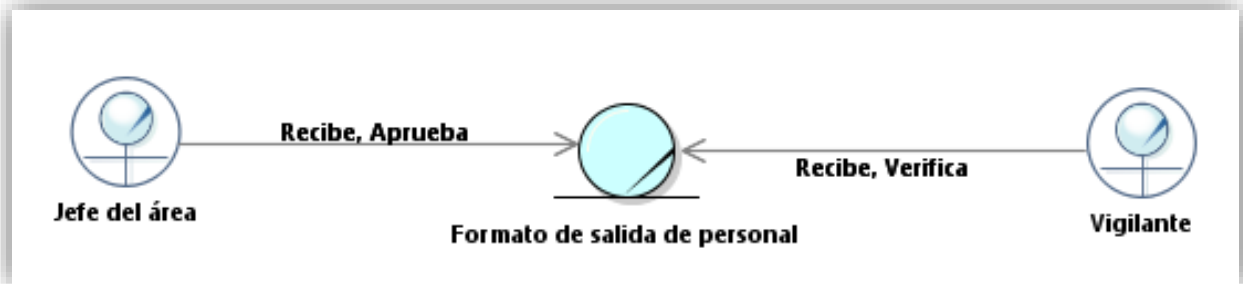 Recibe, Aprueba
Recibe, Verifica
Jefe del área
Formato de salida de personal
Vigilante